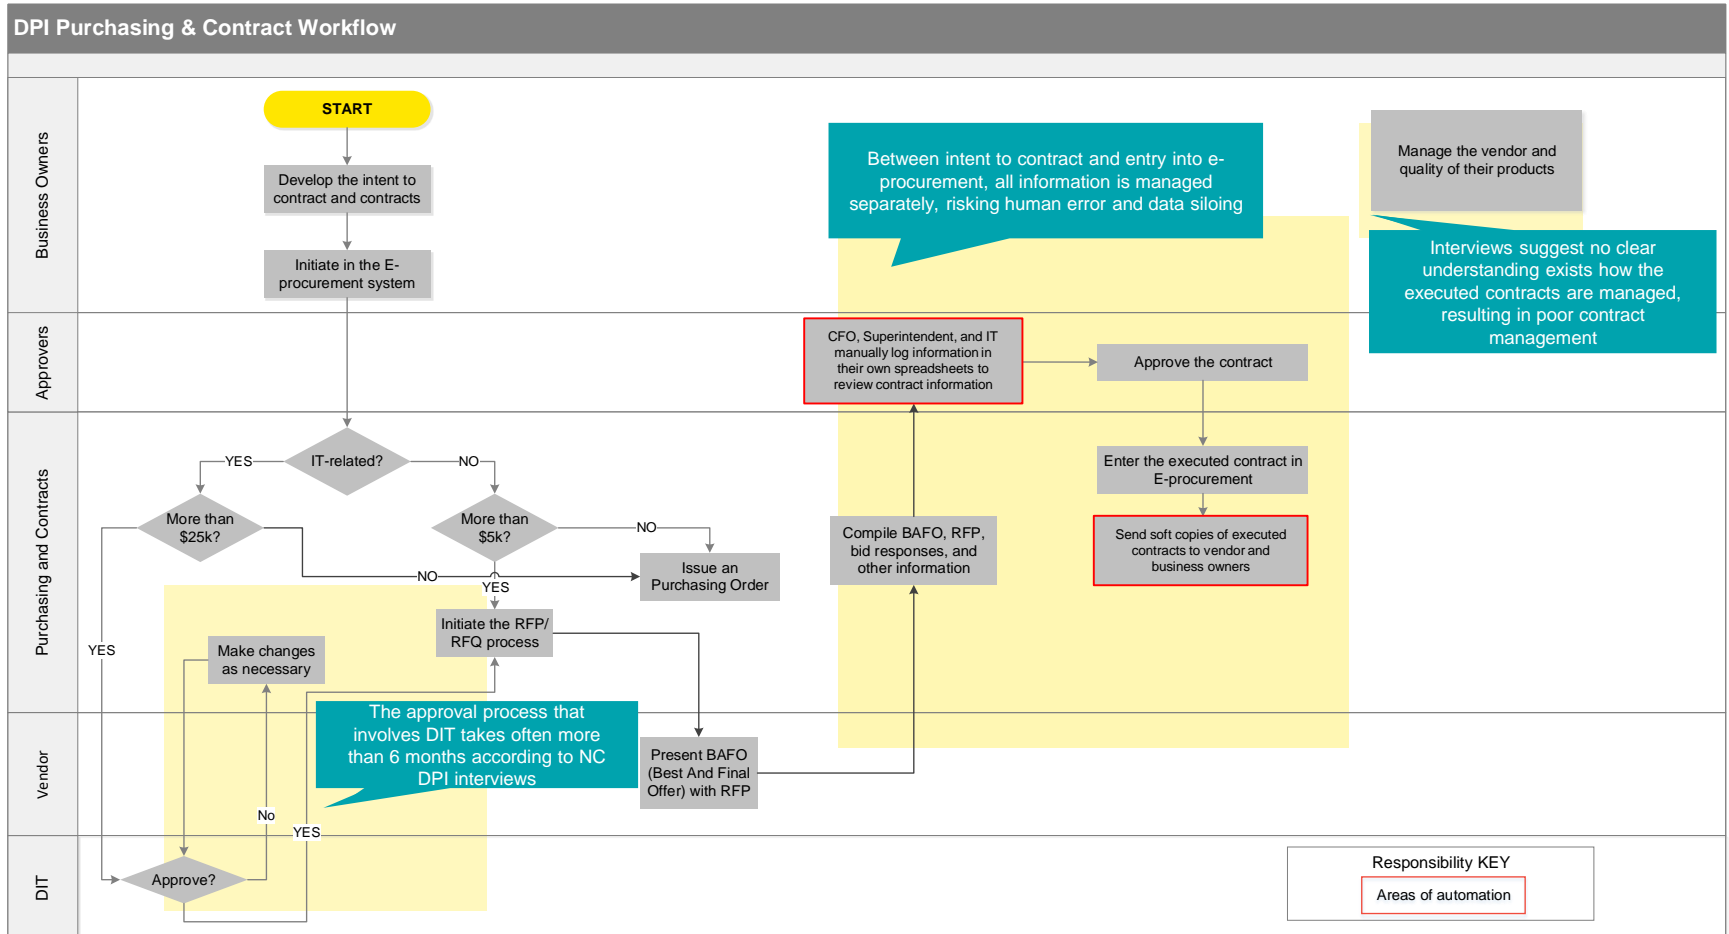 DPI Purchasing & Contract Workflow
Business Owners
START
Develop the intent to
contract and contracts
Initiate in the E-
procurement system
Between intent to contract and entry into e-
procurement, all information is managed
separately, risking human error and data siloing
Manage the vendor and
quality of their products
Interviews suggest no clear
understanding exists how the
executed contracts are managed,
resulting in poor contract
management
Approvers
CFO, Superintendent, and IT
manually log information in
their own spreadsheets to
review contract information
Approve the contract
Purchasing and Contracts
IT-related?
YES
NO
More than
$25k?
More than
$5k?
NO
NO
YES
YES
Issue an
Purchasing Order
Initiate the RFP/
RFQ process
Make changes
as necessary
Compile BAFO, RFP,
bid responses, and
other information
Enter the executed contract in
E-procurement
Send soft copies of executed
contracts to vendor and
business owners
Vendor
The approval process that
involves DIT takes often more
than 6 months according to NC
DPI interviews
Present BAFO
(Best And Final
Offer) with RFP
No
YES
DIT
Approve?
Responsibility KEY
Areas of automation